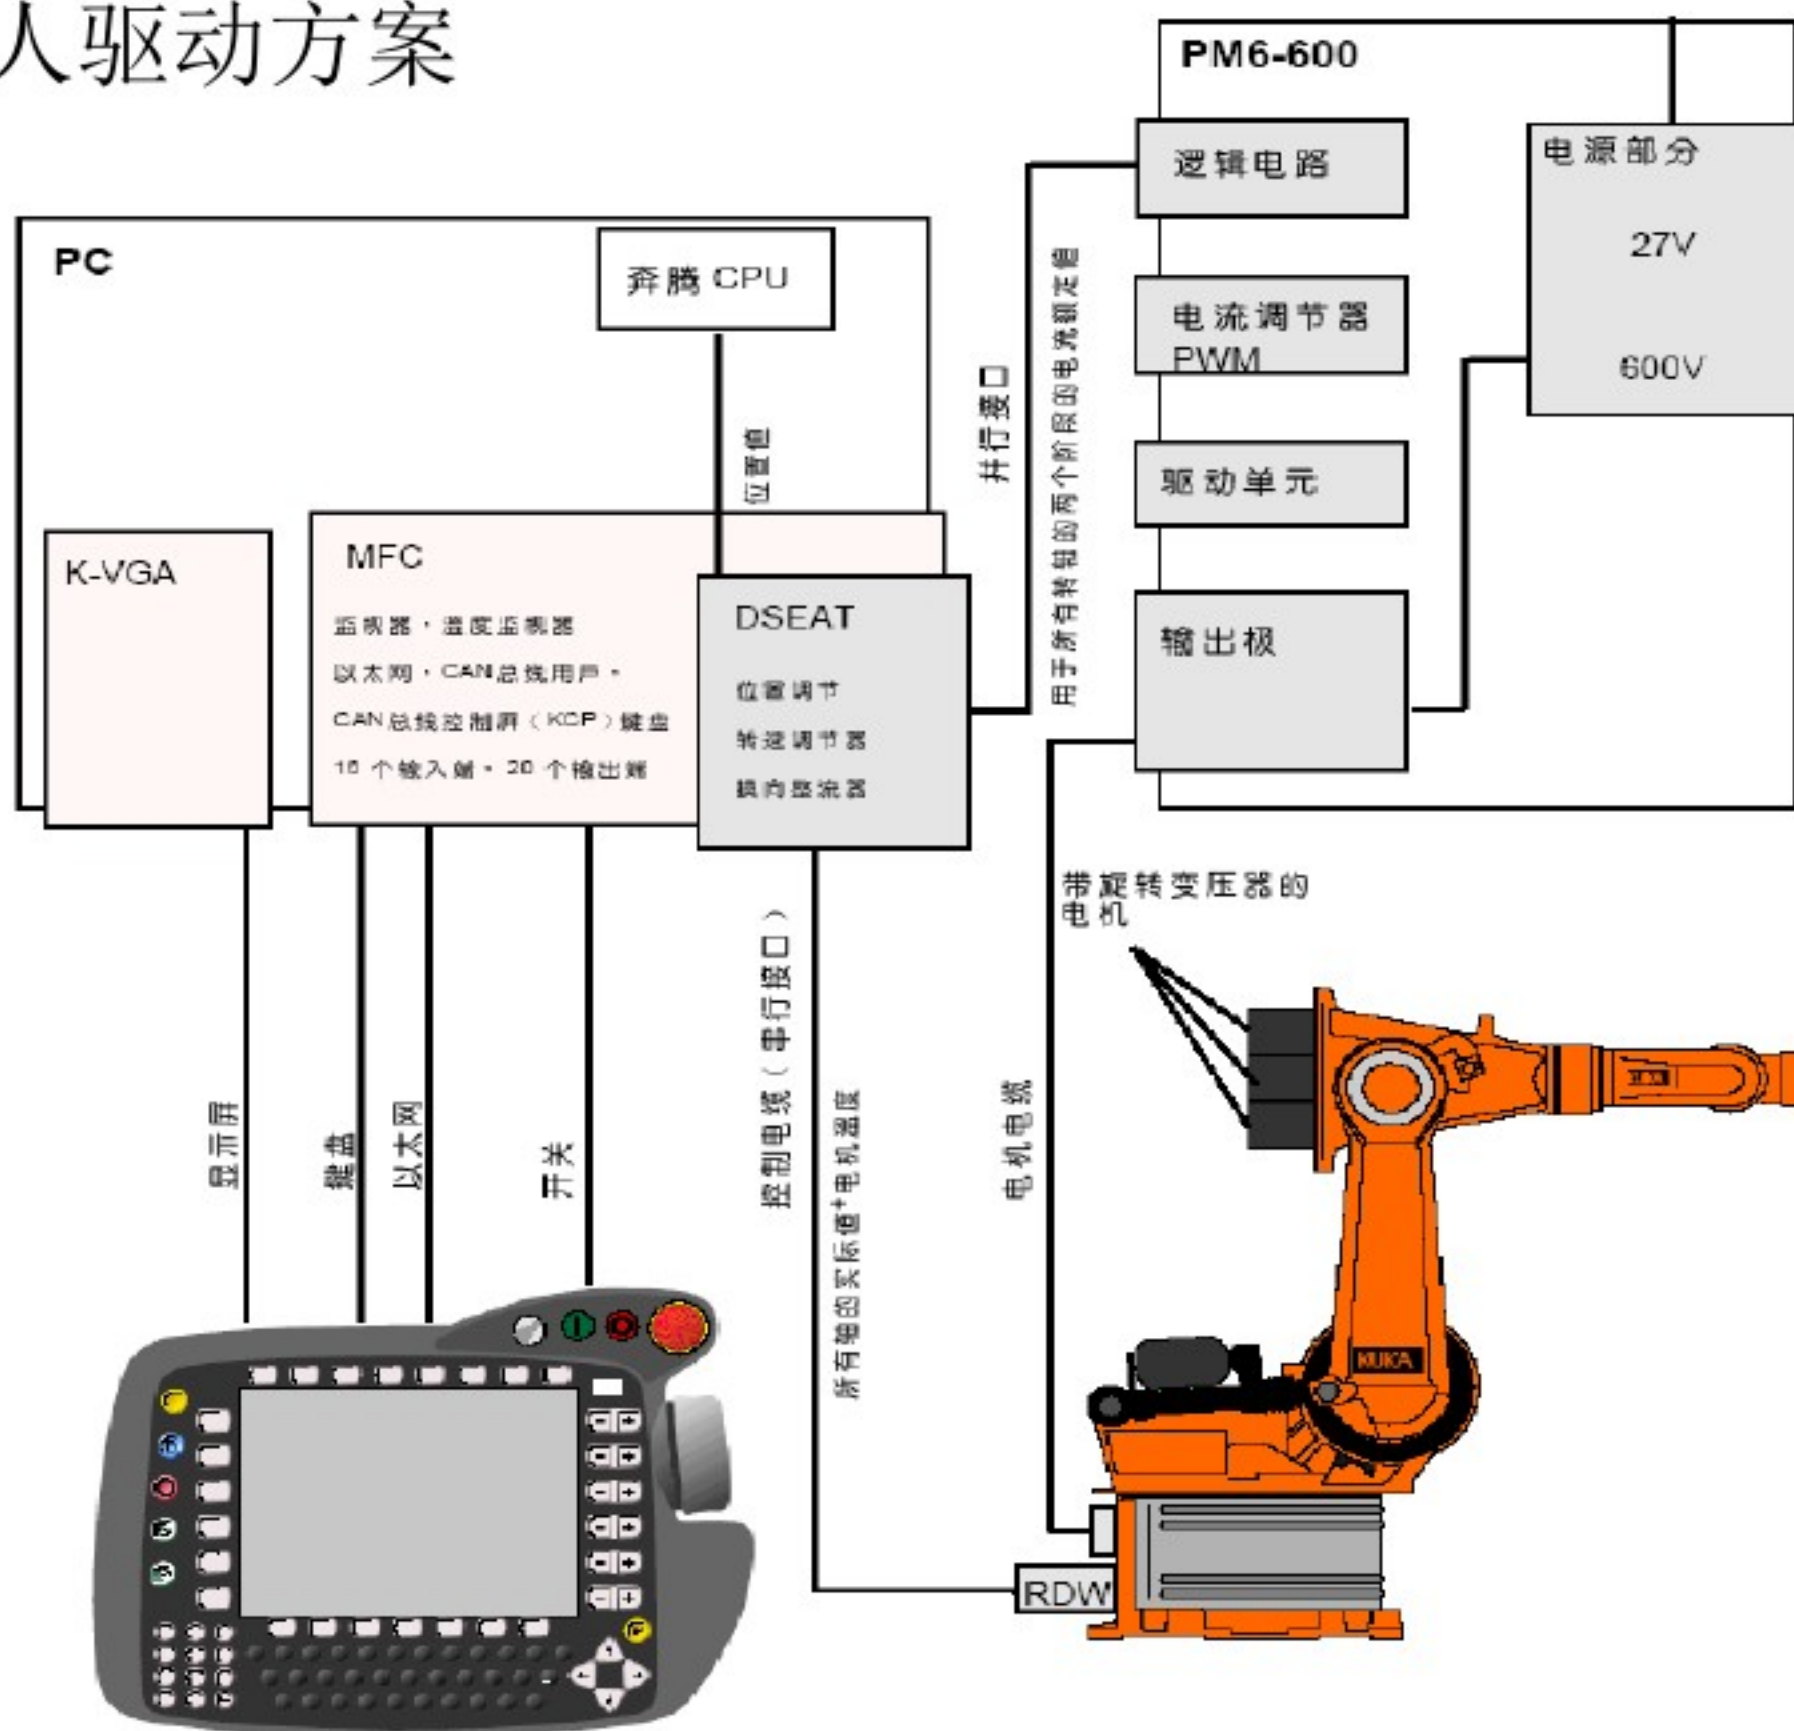 人驱动方案
PM6-600
逻辑电路
电源部分
27V
600V
电流调节器
PWM
驱动单元
输出极
并行接口
用于所有转轴的两个阶段的电流额定值
PC
奔腾 CPU
位置值
K-VGA
MFC
监视器,温度监视器
以太网,CAN总线用户。
CAN总线控制屏(KCP)键盘
16 个输入端。20 个输出端
DSEAT
位置调节
转速调节器
换向整流器
显示屏
键盘
以太网
开关
控制电缆(串行接口)
所有轴的实际值+电机温度
电机电缆
带旋转变压器的
电机
KUKA
RDW